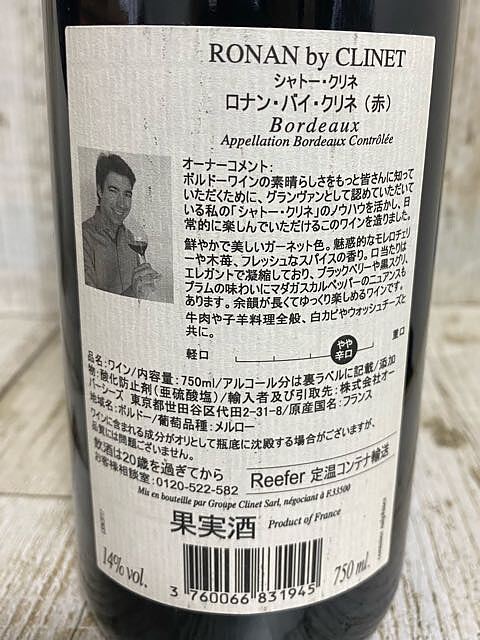 RONAN by CLINET
シャトー・クリネ
ロナン・バイ・クリネ（赤）
Bordeaux
Appellation Bordeaux Contrôlée
オーナーコメント:
ボルドーワインの素晴らしさをもっと皆さんに知って
いただくために、グランヴァンとして認めていただいて
いる私の「シャトー・クリネ」のノウハウを活かし、日
常的に楽しんでいただけるこのワインを造りました。
鮮やかで美しいガーネット色。魅惑的なモレロチェリ
ーや木苺、フレッシュなスパイスの香り。口当たりは
エレガントで凝縮しており、ブラックベリーや黒スグリ、
プラムの味わいにマダガスカルペッパーのニュアンスも
あります。余韻が長くてゆっくり楽しめるワインです。
牛肉や子羊料理全般、白カビやウォッシュチーズと
共に。
軽口 やや辛口 重口
品名:ワイン/内容量:750ml/アルコール分は裏ラベルに記載/添加
物:酸化防止剤(亜硫酸塩)/輸入者及び引取先:株式会社オー
バーシーズ 東京都世田谷区代田2-31-8/原産国名:フランス
地域名:ボルドー/葡萄品種:メルロー
ワインに含まれる成分がオリとして瓶底に沈殿する場合がございますが、
品質には問題ございません。
飲酒は20歳を過ぎてから
お客様相談室:0120-522-582
Reefer 定温コンテナ輸送
Mis en bouteille par Groupe Clinet Sarl, négociant à F.33500
果実酒 Product of France
14% vol.
750 ml.
3 760066 831945